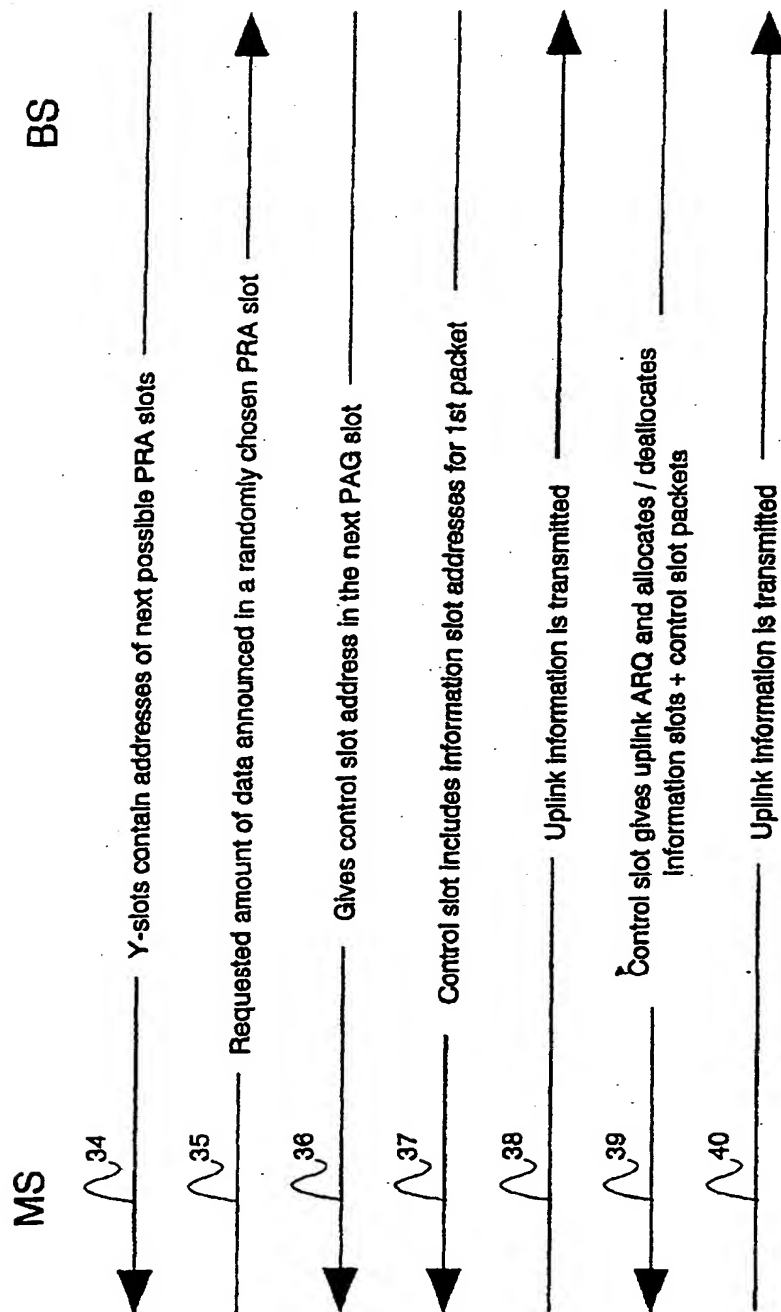 MS
BS
34
Y-slots contain addresses of next possible PRA slots
35
Requested amount of data announced in a randomly chosen PRA slot
36
Gives control slot address in the next PAG slot
37
Control slot includes information slot addresses for 1st packet
38
Uplink information is transmitted
39
Control slot gives uplink ARQ and allocates / deallocates
information slots + control slot packets
40
Uplink information is transmitted